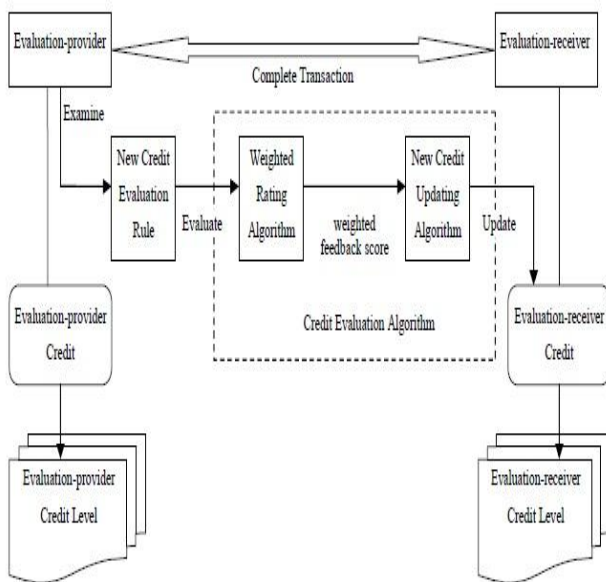 Evaluation-provider
Evaluation-receiver
Complete Transaction
Examine
New Credit
Evaluation
Rule
Evaluate
Weighted
Rating
Algorithm
weighted
feedback score
New Credit
Updating
Algorithm
Update
Credit Evaluation Algorithm
Evaluation-provider
Credit
Evaluation-receiver
Credit
Evaluation-provider
Credit Level
Evaluation-receiver
Credit Level